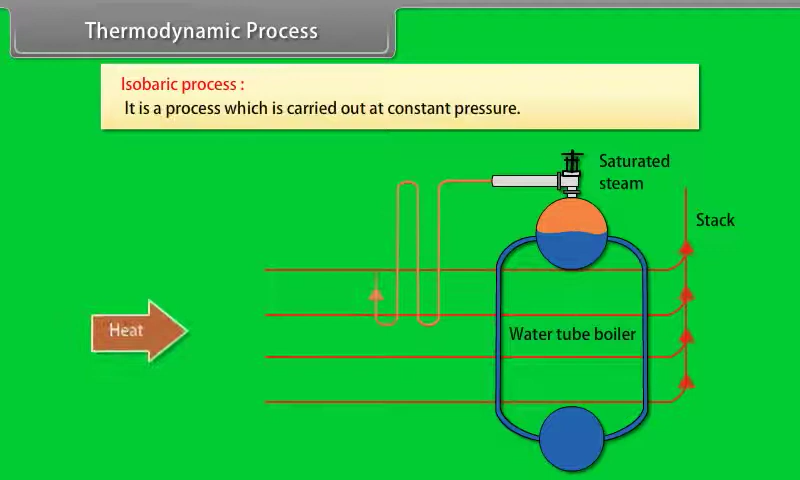 Thermodynamic Process
Isobaric process :
It is a process which is carried out at constant pressure.
Saturated
steam
Stack
Heat
Water tube boiler